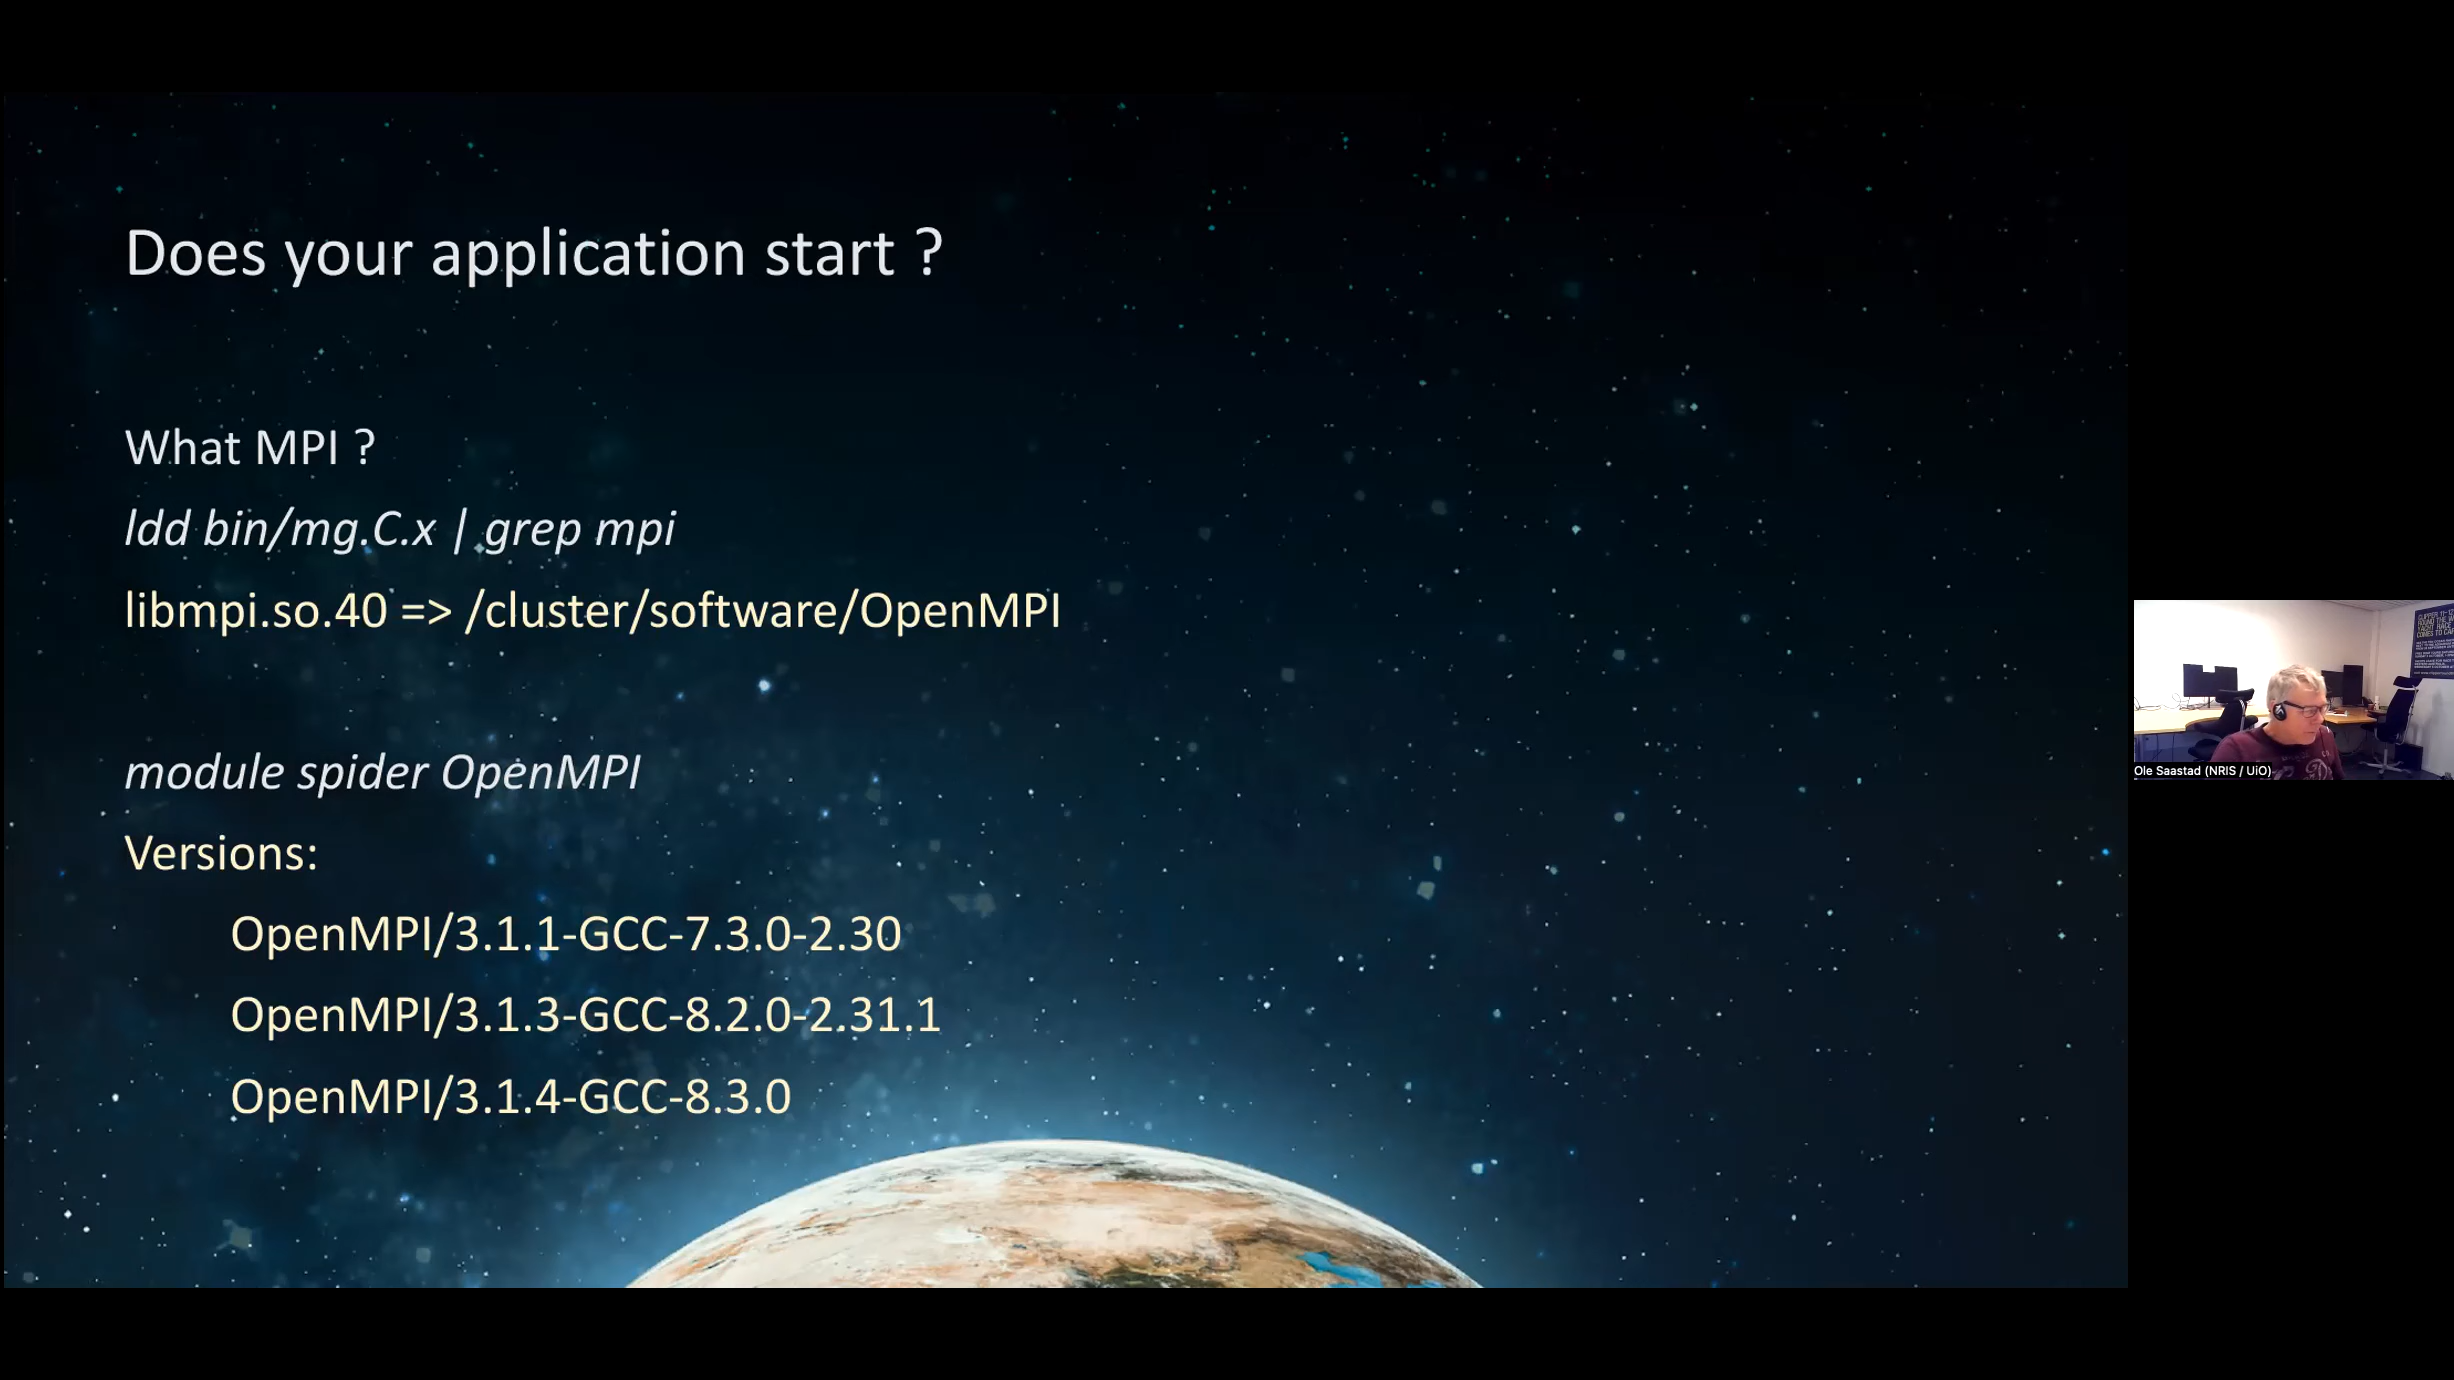 Does your application start ?
What MPI ?
ldd bin/mg.C.x | grep mpi
libmpi.so.40 => /cluster/software/OpenMPI
module spider OpenMPI
Versions:
OpenMPI/3.1.1-GCC-7.3.0-2.30
OpenMPI/3.1.3-GCC-8.2.0-2.31.1
OpenMPI/3.1.4-GCC-8.3.0
Ole Saastad (NRIS / UiO)